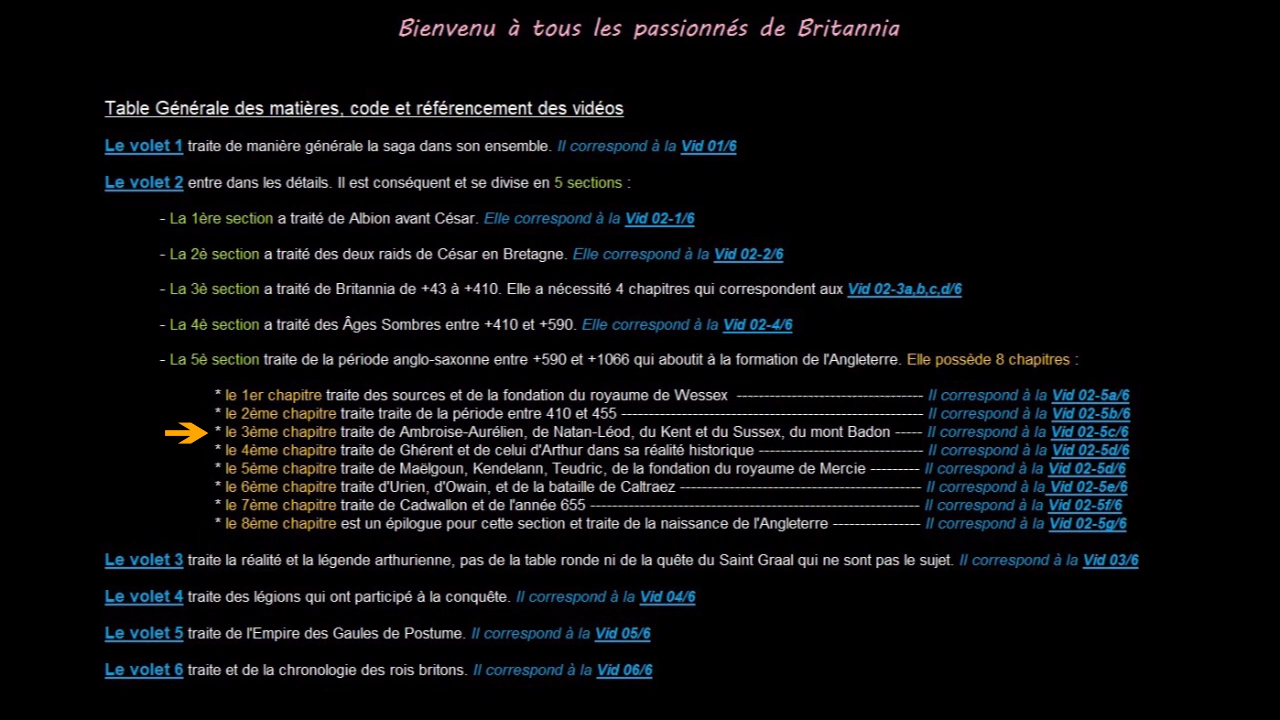 Bienvenu à tous les passionnés de Britannia
Table Générale des matières, code et référencement des vidéos
Le volet 1 traite de manière générale la saga dans son ensemble. Il correspond à la Vid 01/6
Le volet 2 entre dans les détails. Il est conséquent et se divise en 5 sections :
- La 1ère section a traité de Albion avant César. Elle correspond à la Vid 02-1/6
- La 2è section a traité des deux raids de César en Bretagne. Elle correspond à la Vid 02-2/6
- La 3è section a traité de Britannia de +43 à +410. Elle a nécessité 4 chapitres qui correspondent aux Vid 02-3a,b,c,d/6
- La 4è section a traité des Âges Sombres entre +410 et +590. Elle correspond à la Vid 02-4/6
- La 5è section traite de la période anglo-saxonne entre +590 et +1066 qui aboutit à la formation de l'Angleterre. Elle possède 8 chapitres :
* le 1er chapitre traite des sources et de la fondation du royaume de Wessex ---------------------------------- Il correspond à la Vid 02-5a/6
* le 2ème chapitre traite traite de la période entre 410 et 455 -------------------------------------------------------- Il correspond à la Vid 02-5b/6
* le 3ème chapitre traite de Ambroise-Aurélien, de Natan-Léod, du Kent et du Sussex, du mont Badon ----- Il correspond à la Vid 02-5c/6
* le 4ème chapitre traite de Ghérent et de celui d'Arthur dans sa réalité historique ------------------------------ Il correspond à la Vid 02-5d/6
* le 5ème chapitre traite de Maëlgoun, Kendelann, Teudric, de la fondation du royaume de Mercie --------- Il correspond à la Vid 02-5d/6
* le 6ème chapitre traite d'Urien, d'Owain, et de la bataille de Caltraez -------------------------------------------- Il correspond à la Vid 02-5e/6
* le 7ème chapitre traite de Cadwallon et de l'année 655 ------------------------------------------------------------- Il correspond à la Vid 02-5f/6
* le 8ème chapitre est un épilogue pour cette section et traite de la naissance de l'Angleterre ---------------- Il correspond à la Vid 02-5g/6
Le volet 3 traite la réalité et la légende arthurienne, pas de la table ronde ni de la quête du Saint Graal qui ne sont pas le sujet. Il correspond à la Vid 03/6
Le volet 4 traite des légions qui ont participé à la conquête. Il correspond à la Vid 04/6
Le volet 5 traite de l'Empire des Gaules de Postume. Il correspond à la Vid 05/6
Le volet 6 traite et de la chronologie des rois britons. Il correspond à la Vid 06/6